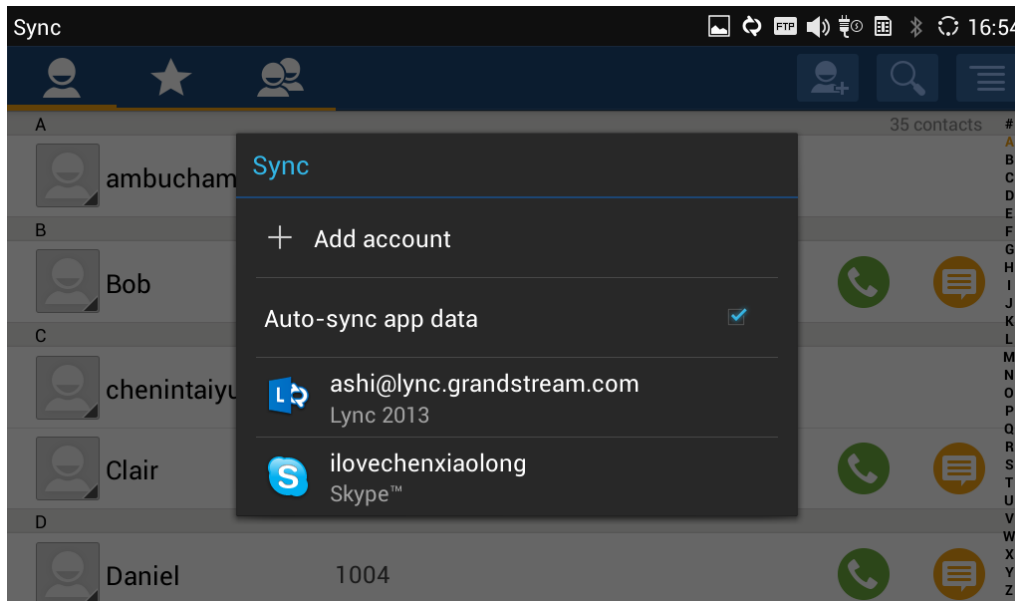 Sync
FTP
16:54
A
35 contacts
#
ambucham
Sync
A
B
C
D
E
F
G
H
I
J
K
L
M
N
O
P
Q
R
S
T
U
V
W
X
Y
Z
Add account
B
Bob
Auto-sync app data
C
chenintaiyu
L
ashi@lync.grandstream.com
Lync 2013
Clair
S
ilovechenxiaolong
Skype™
D
Daniel
1004